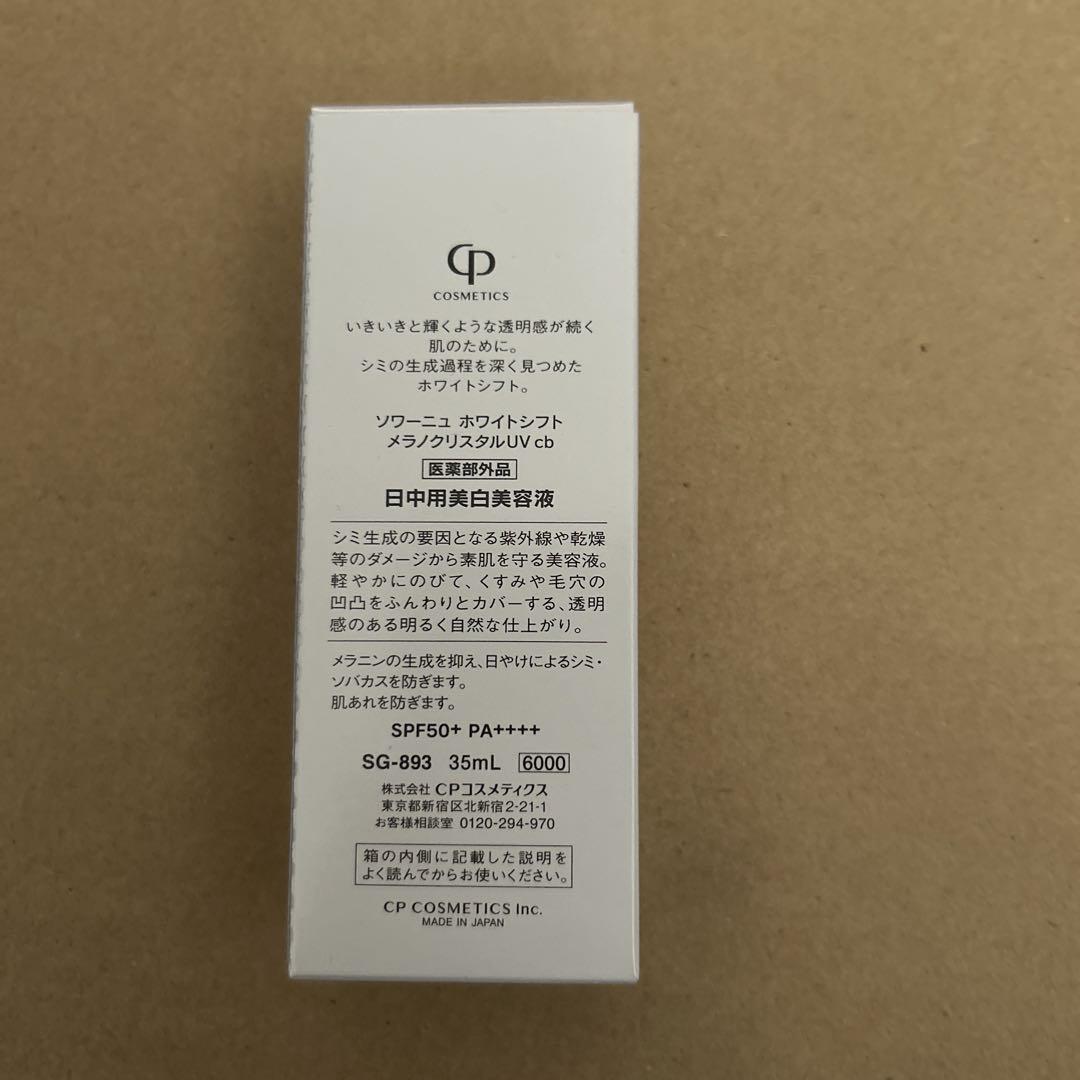 CP
COSMETICS
いきいきと輝くような透明感が続く
肌のために。
シミの生成過程を深く見つめた
ホワイトシフト。
ソワーニュ ホワイトシフト
メラノクリスタルUV cb
医薬部外品
日中用美白美容液
シミ生成の要因となる紫外線や乾燥
等のダメージから素肌を守る美容液。
軽やかにのびて、くすみや毛穴の
凹凸をふんわりとカバーする、透明
感のある明るく自然な仕上がり。
メラニンの生成を抑え、日やけによるシミ・
ソバカスを防ぎます。
肌あれを防ぎます。
SPF50+ PA++++
SG-893 35mL 6000
株式会社 CPコスメティクス
東京都新宿区北新宿2-21-1
お客様相談室 0120-294-970
箱の内側に記載した説明を
よく読んでからお使いください。
CP COSMETICS Inc.
MADE IN JAPAN